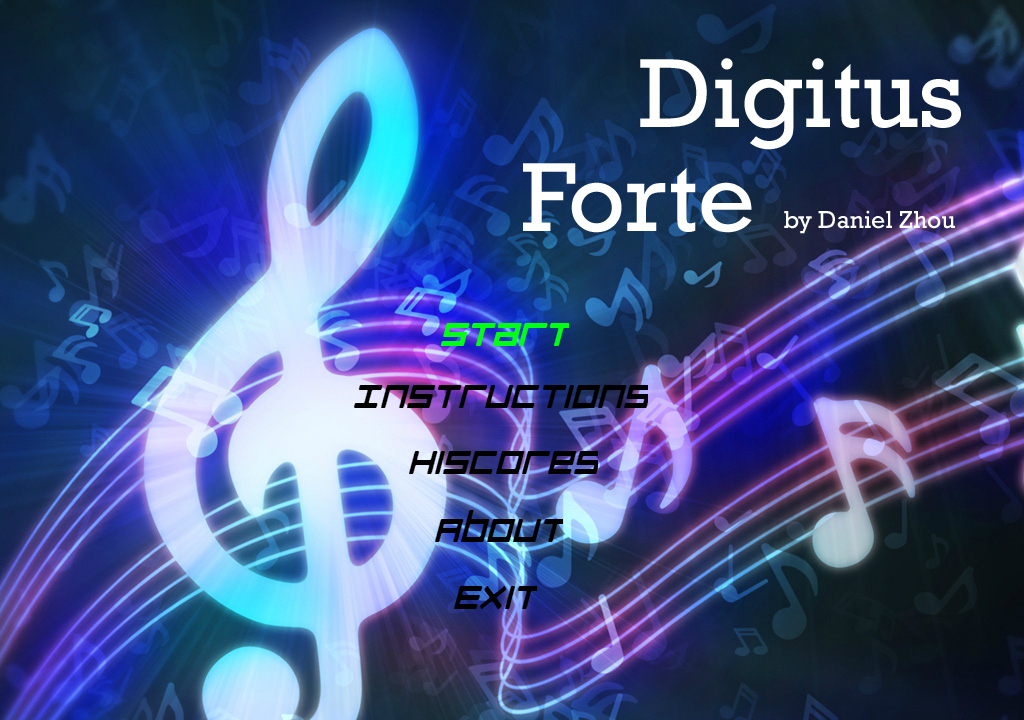 Digitus
Forte
by Daniel Zhou
Start
Instructions
Hiscores
About
Exit